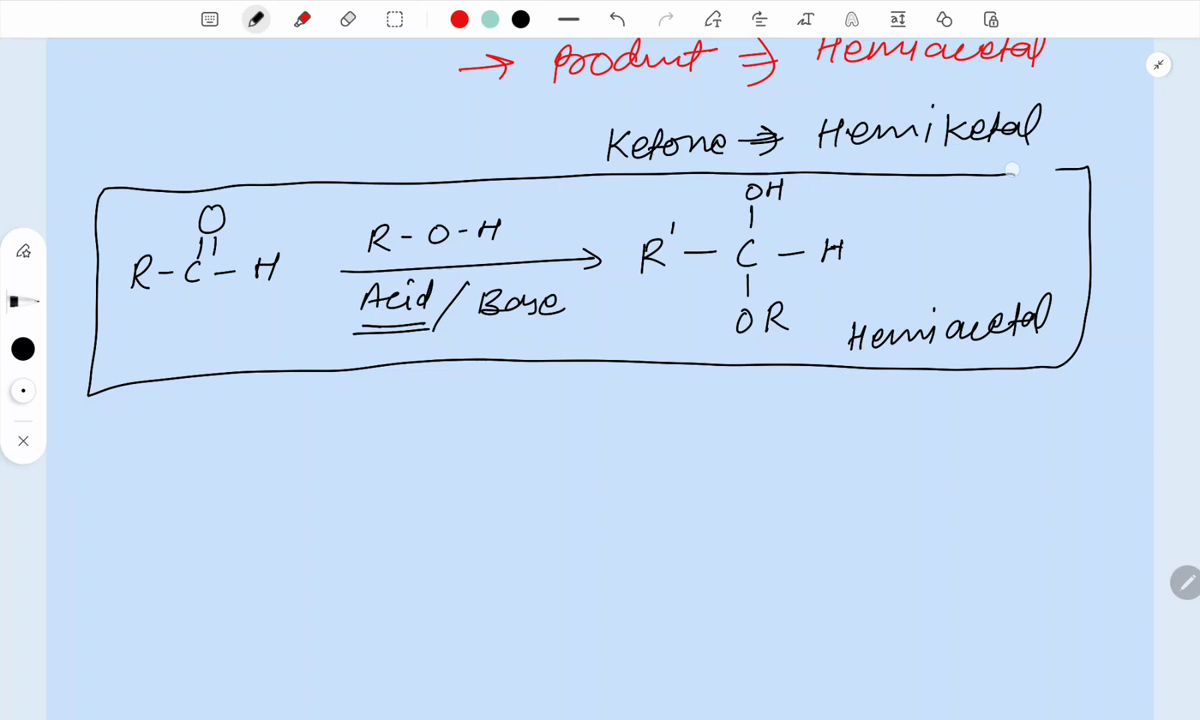 → Product ⇒ Hemiacetal
Ketone ⇒ Hemiketal
O
R-C-H
R-O-H
Acid/Base
OH
R'-C-H
OR
Hemiacetal